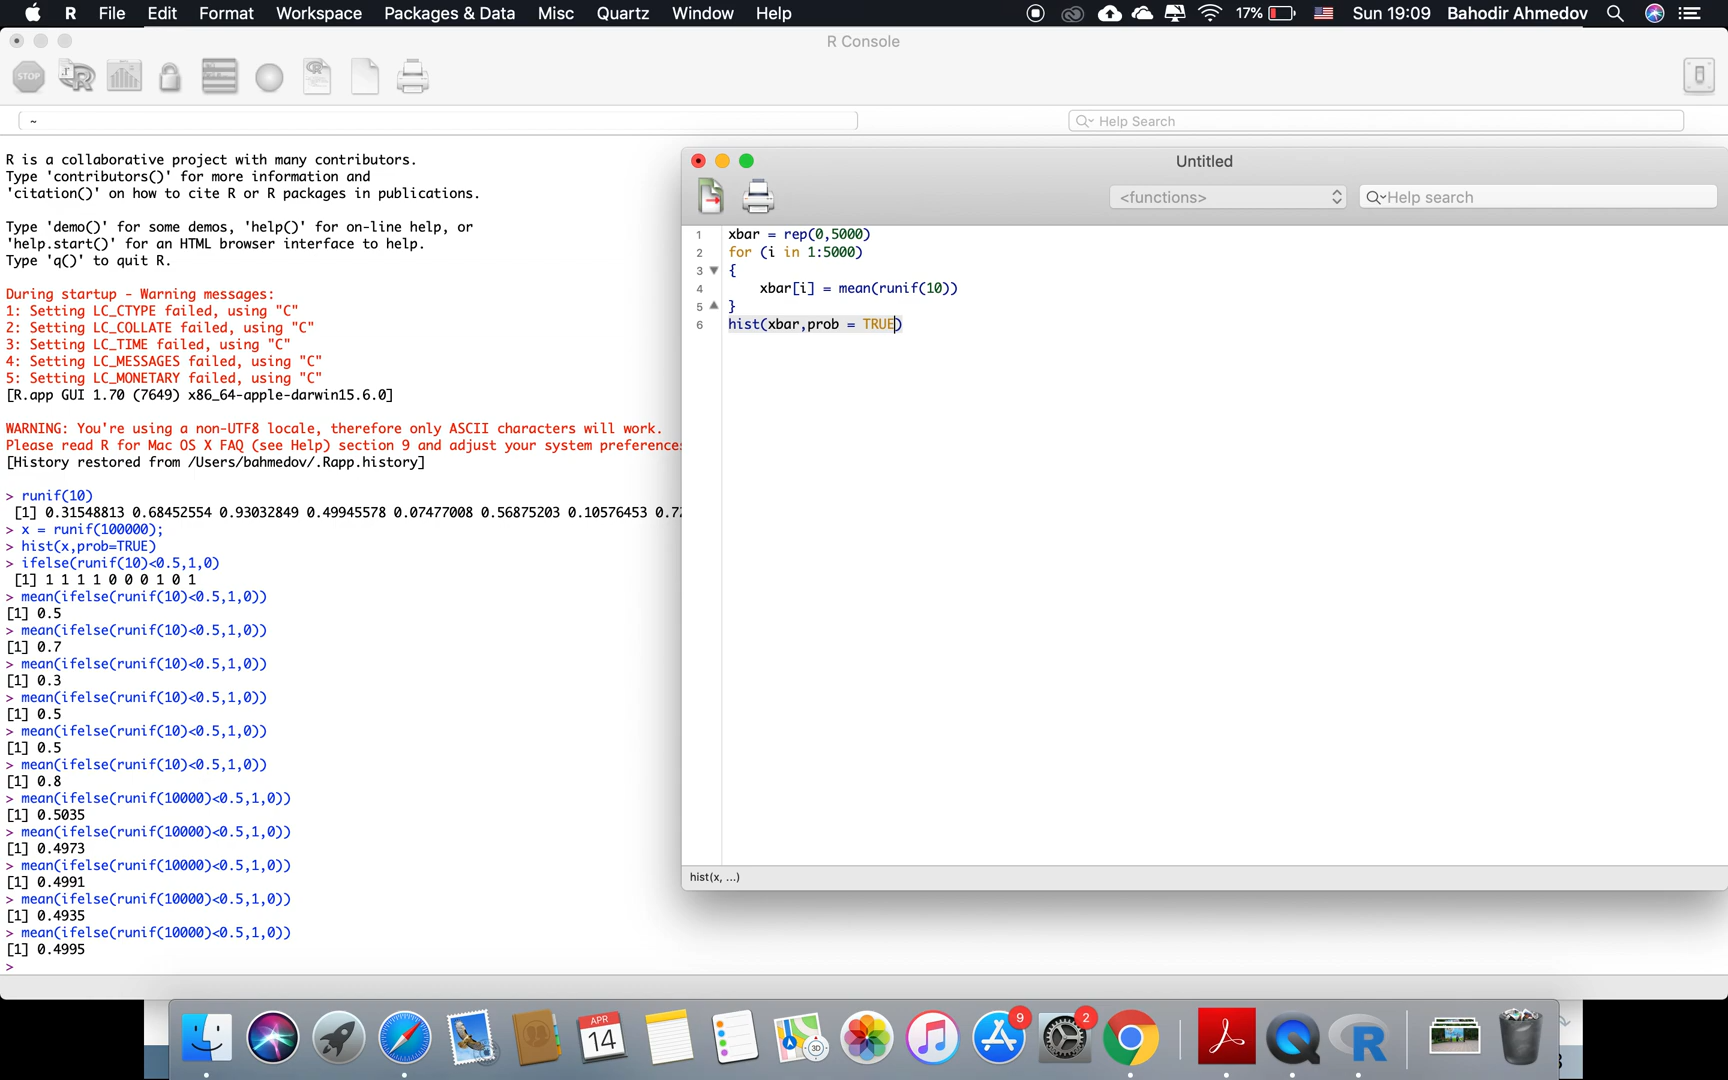 R File Edit Format Workspace Packages & Data Misc Quartz Window Help 17% Sun 19:09 Bahodir Ahmedov
R Console
STOP
~ Help Search
R is a collaborative project with many contributors.
Type 'contributors()' for more information and
'citation()' on how to cite R or R packages in publications.
Type 'demo()' for some demos, 'help()' for on-line help, or
'help.start()' for an HTML browser interface to help.
Type 'q()' to quit R.
During startup - Warning messages:
1: Setting LC_CTYPE failed, using "C"
2: Setting LC_COLLATE failed, using "C"
3: Setting LC_TIME failed, using "C"
4: Setting LC_MESSAGES failed, using "C"
5: Setting LC_MONETARY failed, using "C"
[R.app GUI 1.70 (7649) x86_64-apple-darwin15.6.0]
WARNING: You're using a non-UTF8 locale, therefore only ASCII characters will work.
Please read R for Mac OS X FAQ (see Help) section 9 and adjust your system preferences
[History restored from /Users/bahmedov/.Rapp.history]
> runif(10)
[1] 0.31548813 0.68452554 0.93032849 0.49945578 0.07477008 0.56875203 0.10576453 0.72
> x = runif(100000);
> hist(x,prob=TRUE)
> ifelse(runif(10)<0.5,1,0)
[1] 1 1 1 1 0 0 0 1 0 1
> mean(ifelse(runif(10)<0.5,1,0))
[1] 0.5
> mean(ifelse(runif(10)<0.5,1,0))
[1] 0.7
> mean(ifelse(runif(10)<0.5,1,0))
[1] 0.3
> mean(ifelse(runif(10)<0.5,1,0))
[1] 0.5
> mean(ifelse(runif(10)<0.5,1,0))
[1] 0.5
> mean(ifelse(runif(10)<0.5,1,0))
[1] 0.8
> mean(ifelse(runif(10000)<0.5,1,0))
[1] 0.5035
> mean(ifelse(runif(10000)<0.5,1,0))
[1] 0.4973
> mean(ifelse(runif(10000)<0.5,1,0))
[1] 0.4991
> mean(ifelse(runif(10000)<0.5,1,0))
[1] 0.4935
> mean(ifelse(runif(10000)<0.5,1,0))
[1] 0.4995
>
Untitled
<functions> Help search
1 xbar = rep(0,5000)
2 for (i in 1:5000)
3 {
4 xbar[i] = mean(runif(10))
5 }
6 hist(xbar,prob = TRUE)
hist(x, ...)
APR
14
3D
9
2
R